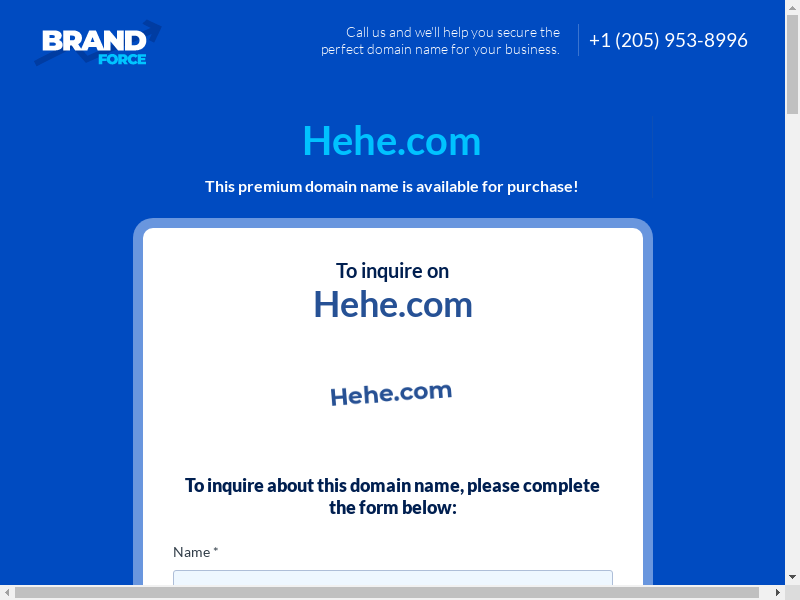 BRAND
FORCE
Call us and we'll help you secure the
perfect domain name for your business.
+1 (205) 953-8996
Hehe.com
This premium domain name is available for purchase!
To inquire on
Hehe.com
Hehe.com
To inquire about this domain name, please complete
the form below:
Name *